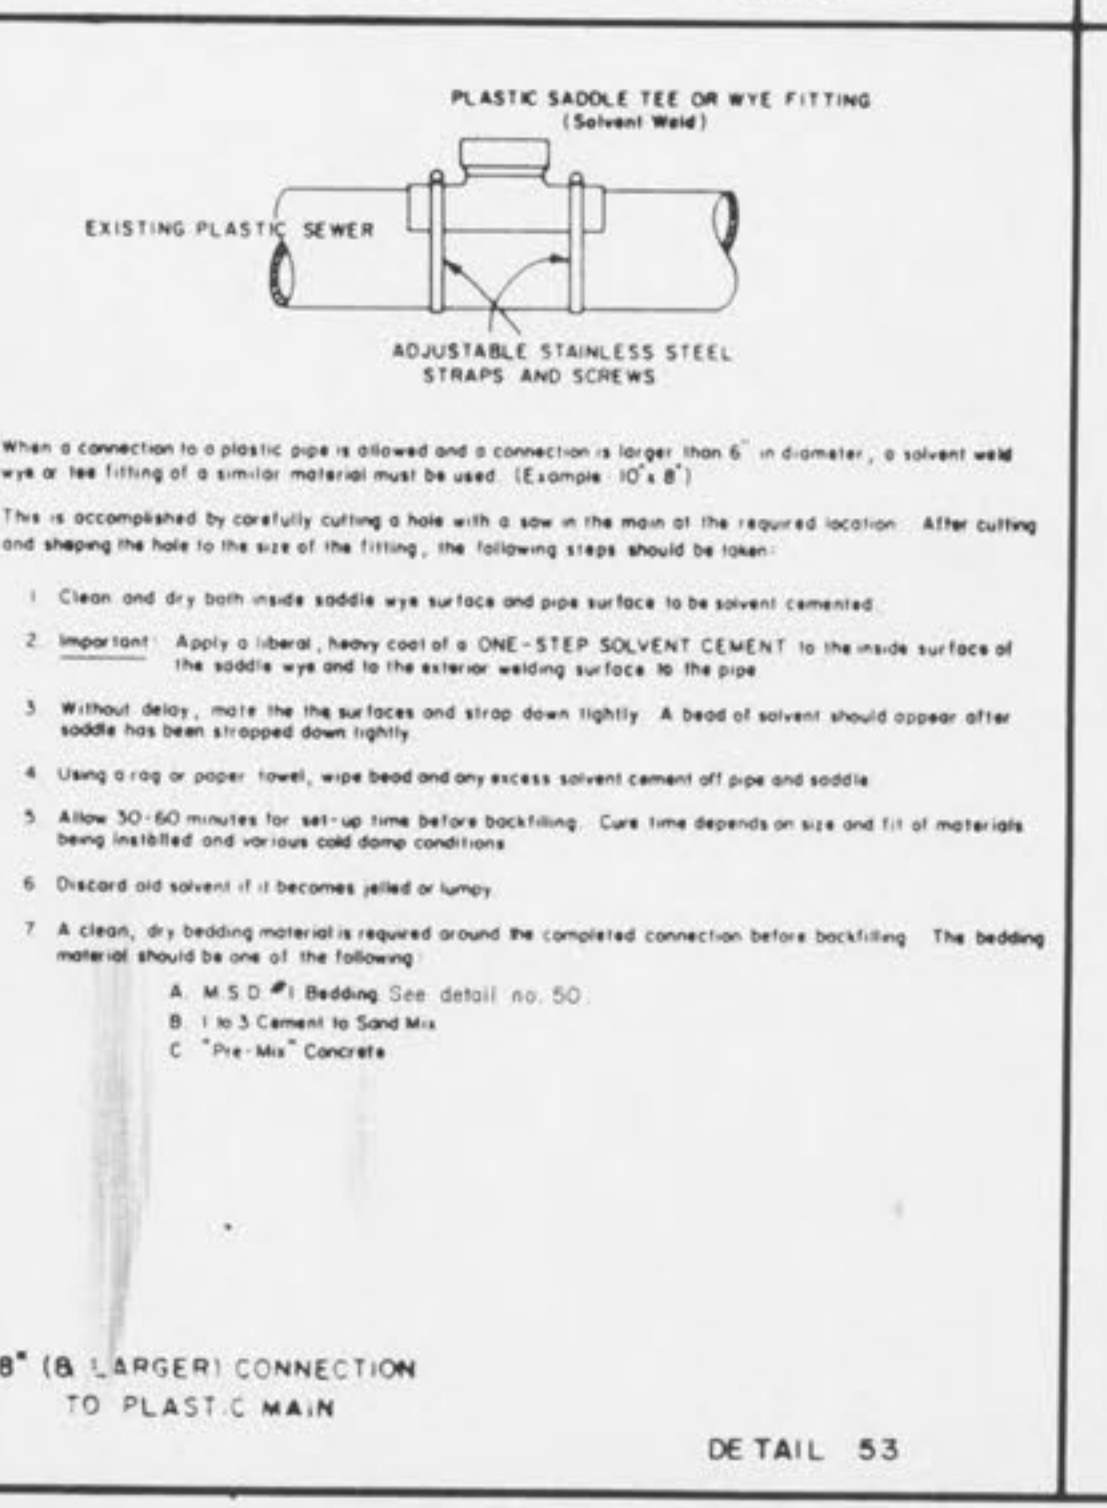 PLASTIC SADDLE TEE OR WYE FITTING
(Solvent Weld)
EXISTING PLASTIC SEWER
ADJUSTABLE STAINLESS STEEL
STRAPS AND SCREWS
When a connection to a plastic pipe is allowed and a connection is larger than 6" in diameter, a solvent weld
wye or tee fitting of a similar material must be used. (Example: 10"x 8")
This is accomplished by carefully cutting a hole with a saw in the main at the required location. After cutting
and shaping the hole to the size of the fitting, the following steps should be taken:
1 Clean and dry both inside saddle wye surface and pipe surface to be solvent cemented.
2. Important: Apply a liberal, heavy coat of a ONE-STEP SOLVENT CEMENT to the inside surface of
the saddle wye and to the exterior welding surface to the pipe
3 Without delay, mate the the surfaces and strap down tightly. A bead of solvent should appear after
saddle has been strapped down tightly.
4 Using a rag or paper towel, wipe bead and any excess solvent cement off pipe and saddle
5. Allow 30-60 minutes for set-up time before backfilling. Cure time depends on size and fit of materials
being installed and various cold damp conditions
6 Discard old solvent if it becomes jelled or lumpy.
7 A clean, dry bedding material is required around the completed connection before backfilling. The bedding
material should be one of the following:
A. M.S.D. #1 Bedding. See detail no. 50.
B. 1 to 3 Cement to Sand Mix
C "Pre-Mix" Concrete
8" (& LARGER) CONNECTION
TO PLASTIC MAIN
DETAIL 53